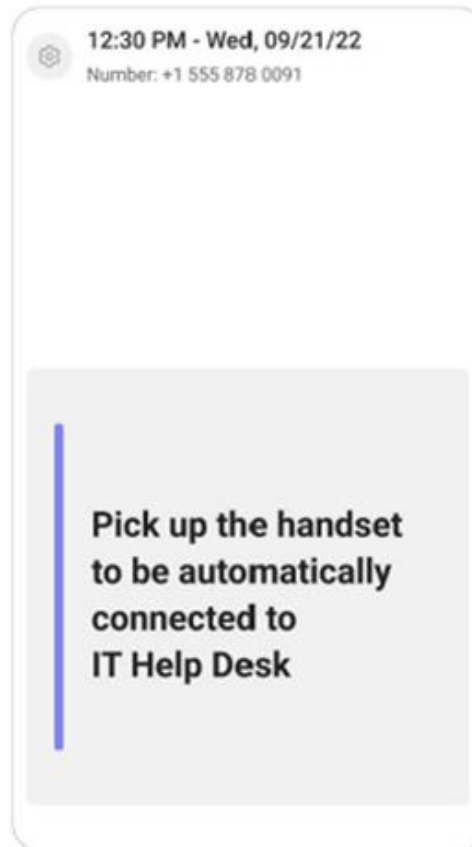 12:30 PM - Wed, 09/21/22
Number: +1 555 878 0091
Pick up the handset
to be automatically
connected to
IT Help Desk